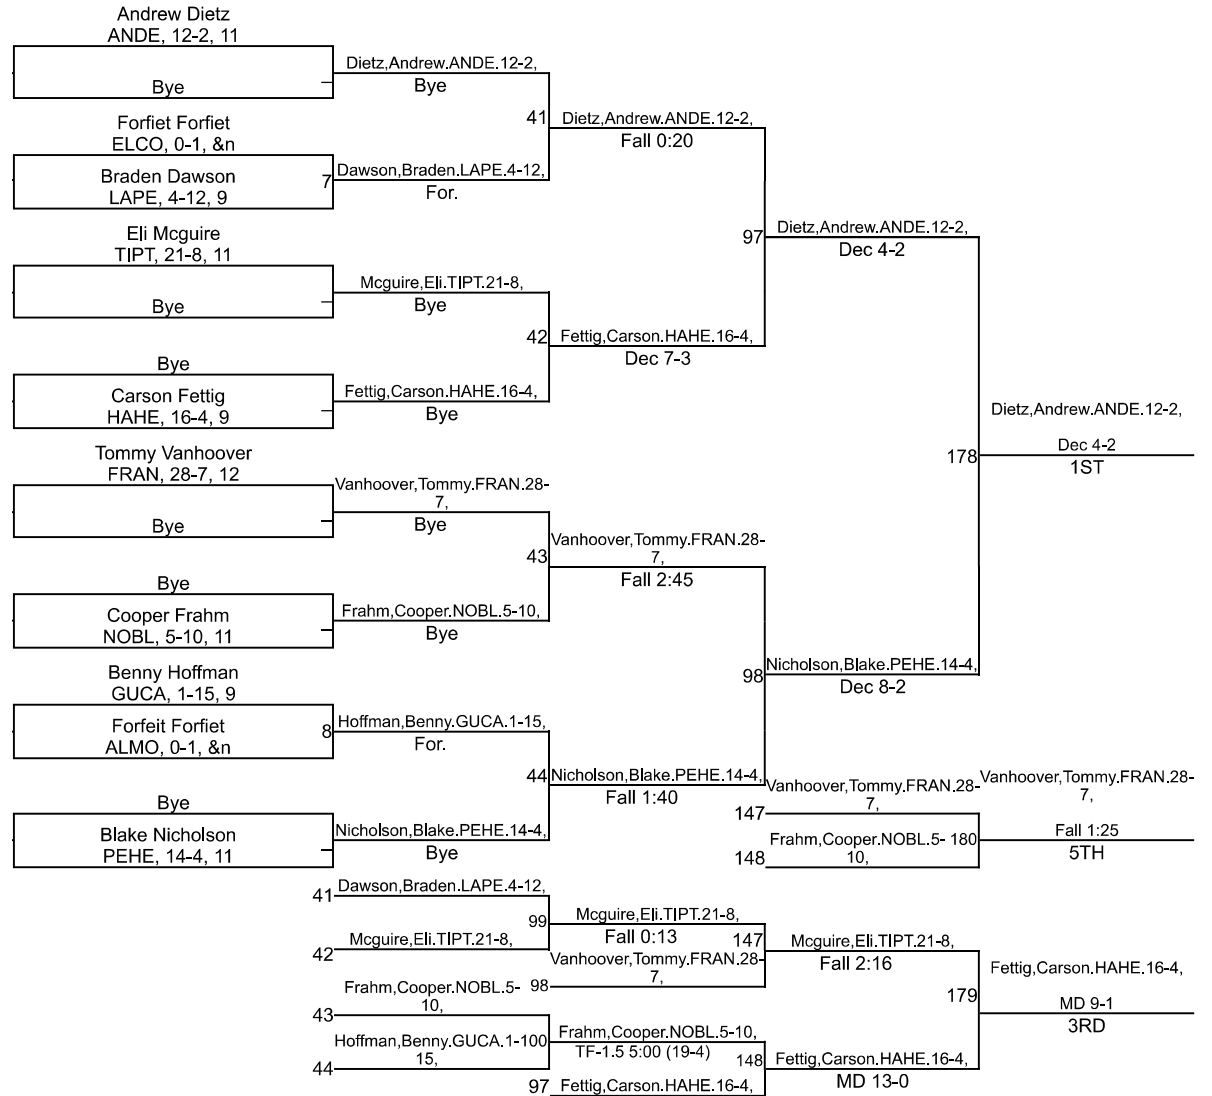 Andrew Dietz
ANDE, 12-2, 11
Bye
Forfiet Forfiet
ELCO, 0-1, &n
Braden Dawson
LAPE, 4-12, 9
7
Eli Mcguire
TIPT, 21-8, 11
Bye
Bye
Carson Fettig
HAHE, 16-4, 9
Tommy Vanhoover
FRAN, 28-7, 12
Bye
Bye
Cooper Frahm
NOBL, 5-10, 11
Benny Hoffman
GUCA, 1-15, 9
Forfeit Forfiet
ALMO, 0-1, &n
8
Bye
Blake Nicholson
PEHE, 14-4, 11
Dietz,Andrew.ANDE.12-2,
Bye
41
Dawson,Braden.LAPE.4-12,
For.
Mcguire,Eli.TIPT.21-8,
Bye
42
Fettig,Carson.HAHE.16-4,
Bye
Vanhoover,Tommy.FRAN.28-
7,
Bye
43
Frahm,Cooper.NOBL.5-10,
Bye
Hoffman,Benny.GUCA.1-15,
For.
44
Nicholson,Blake.PEHE.14-4,
Bye
Dietz,Andrew.ANDE.12-2,
Fall 0:20
97
Fettig,Carson.HAHE.16-4,
Dec 7-3
Vanhoover,Tommy.FRAN.28-
7,
Fall 2:45
98
Nicholson,Blake.PEHE.14-4,
Fall 1:40
Dietz,Andrew.ANDE.12-2,
Dec 4-2
178
Nicholson,Blake.PEHE.14-4,
Dec 8-2
Dietz,Andrew.ANDE.12-2,
Dec 4-2
1ST
Vanhoover,Tommy.FRAN.28-
7,
147
Frahm,Cooper.NOBL.5-
10,
148
180
Vanhoover,Tommy.FRAN.28-
7,
Fall 1:25
5TH
41
Dawson,Braden.LAPE.4-12,
99
42
Mcguire,Eli.TIPT.21-8,
Frahm,Cooper.NOBL.5-
10,
43
Hoffman,Benny.GUCA.1-
15,
100
44
Mcguire,Eli.TIPT.21-8,
Fall 0:13
147
Vanhoover,Tommy.FRAN.28-
7,
98
Frahm,Cooper.NOBL.5-10,
TF-1.5 5:00 (19-4)
148
97
Fettig,Carson.HAHE.16-4,
Mcguire,Eli.TIPT.21-8,
Fall 2:16
179
Fettig,Carson.HAHE.16-4,
MD 13-0
Fettig,Carson.HAHE.16-4,
MD 9-1
3RD